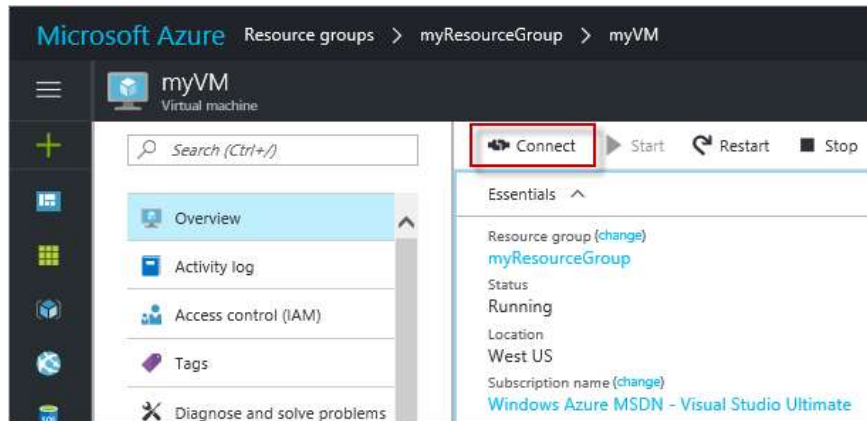 Microsoft Azure Resource groups > myResourceGroup > myVM
myVM
Virtual machine
Search (Ctrl+/)
Overview
Activity log
Access control (IAM)
Tags
Diagnose and solve problems
Connect Start Restart Stop
Essentials
Resource group (change)
myResourceGroup
Status
Running
Location
West US
Subscription name (change)
Windows Azure MSDN - Visual Studio Ultimate
SQL